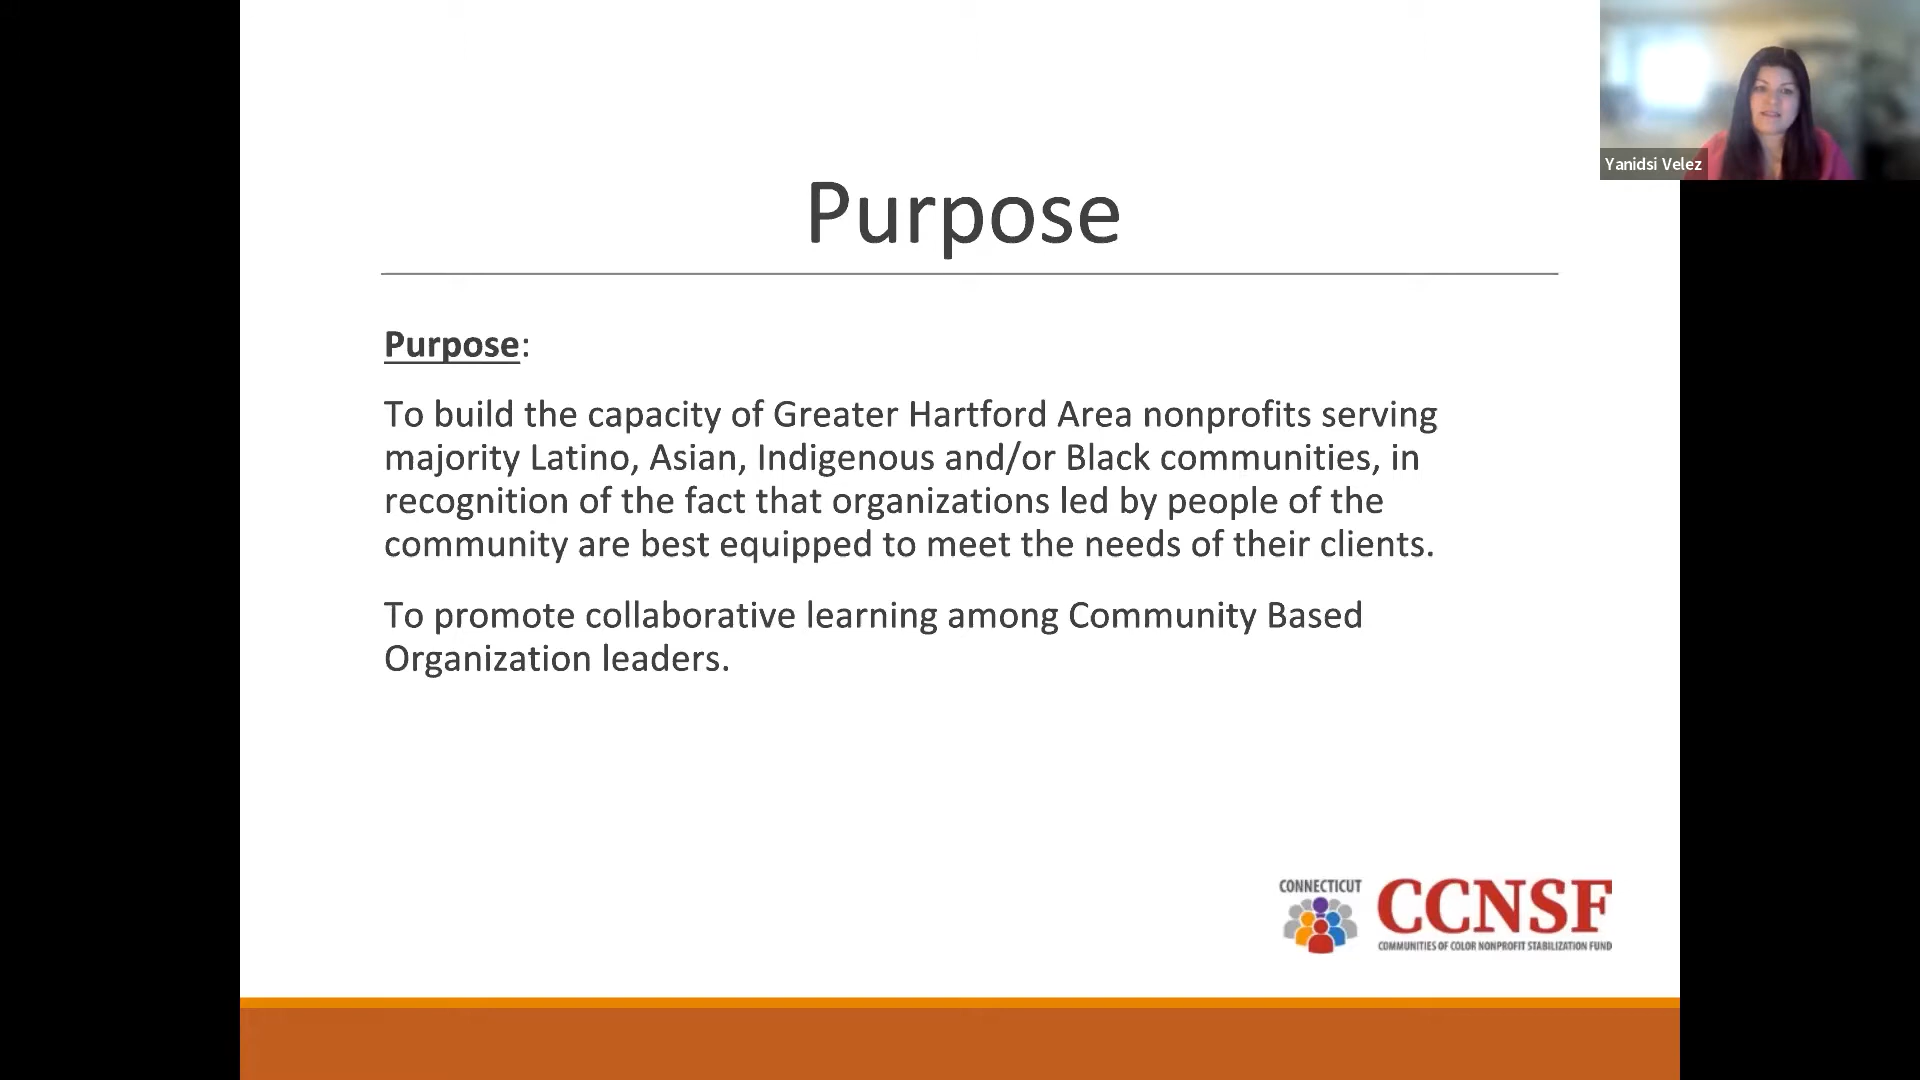 Yanidsi Velez
Purpose
Purpose:
To build the capacity of Greater Hartford Area nonprofits serving
majority Latino, Asian, Indigenous and/or Black communities, in
recognition of the fact that organizations led by people of the
community are best equipped to meet the needs of their clients.
To promote collaborative learning among Community Based
Organization leaders.
CONNECTICUT
CCNSF
COMMUNITIES OF COLOR NONPROFIT STABILIZATION FUND